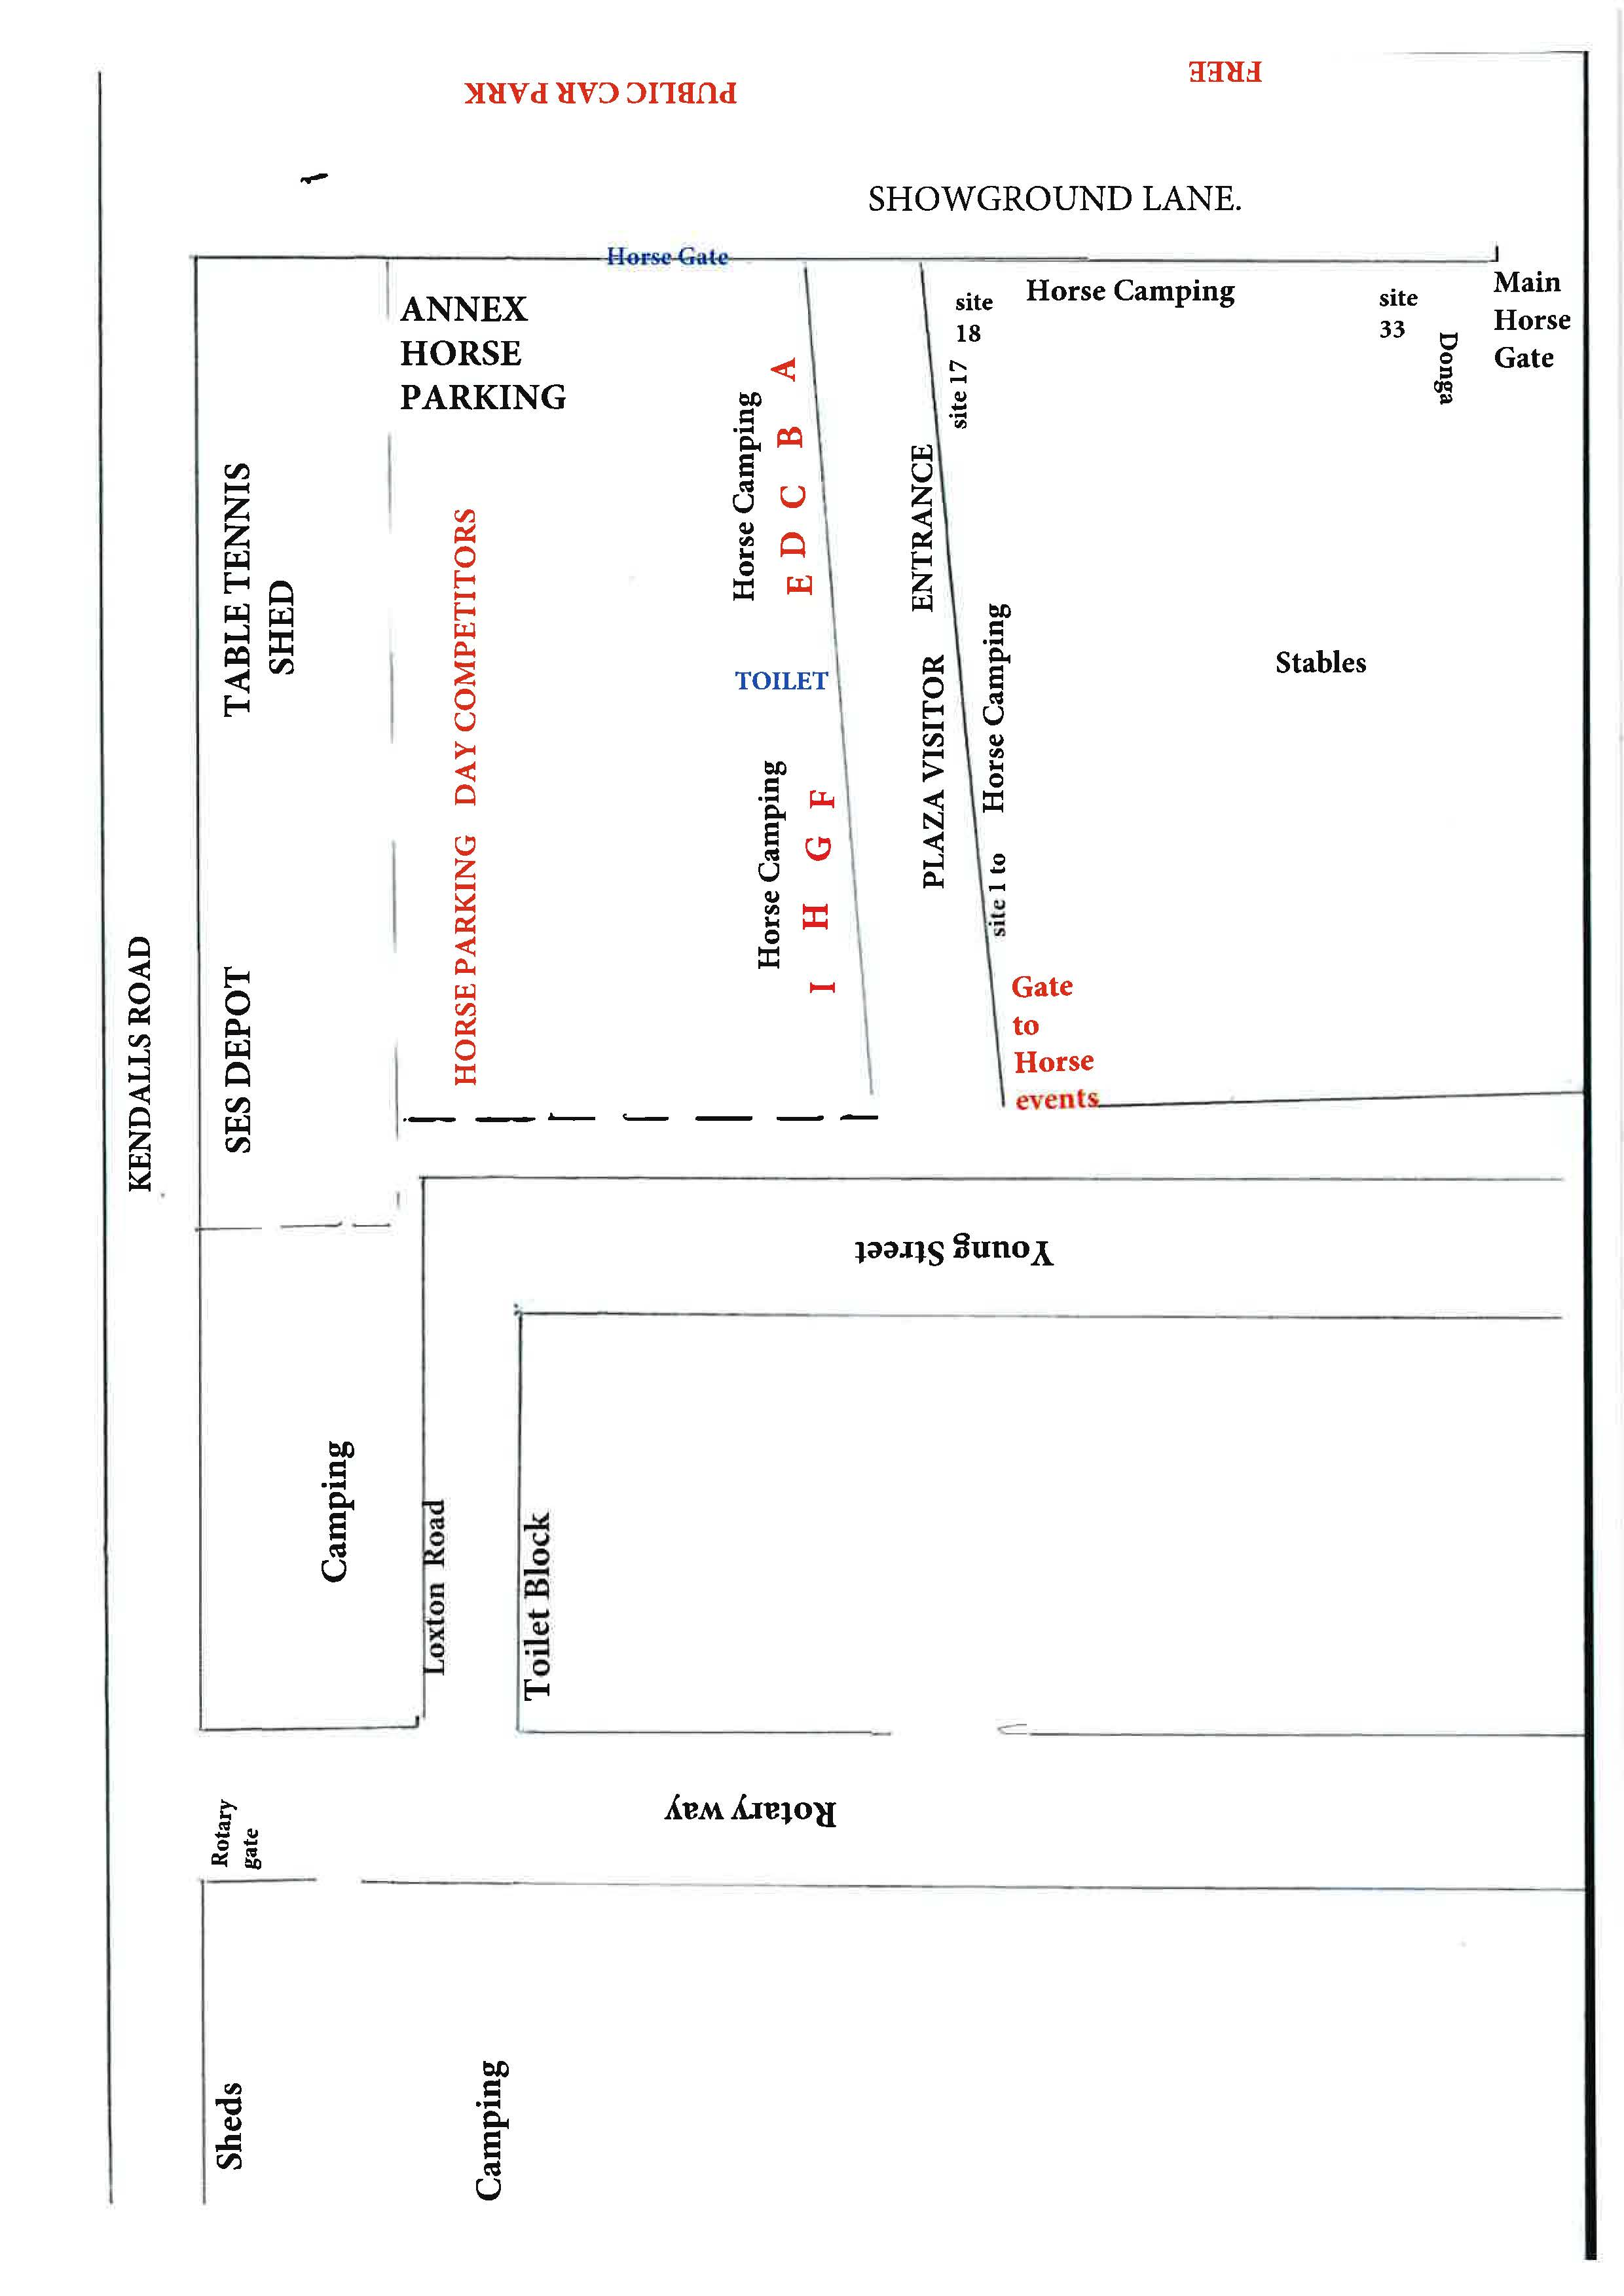 PUBLIC CAR PARK
FREE
SHOWGROUND LANE.
Horse Gate
ANNEX
HORSE
PARKING
site
18
Horse Camping
site
33
Main
Horse
Gate
Donga
site 17
A
B
C
D
E
Horse Camping
TABLE TENNIS
SHED
HORSE PARKING DAY COMPETITORS
TOILET
PLAZA VISITOR ENTRANCE
site 1 to Horse Camping
Stables
Horse Camping
F
G
H
I
KENDALLS ROAD
SES DEPOT
Gate
to
Horse
events
Young Street
Camping
Loxton Road
Toilet Block
Rotary way
Rotary
gate
Sheds
Camping